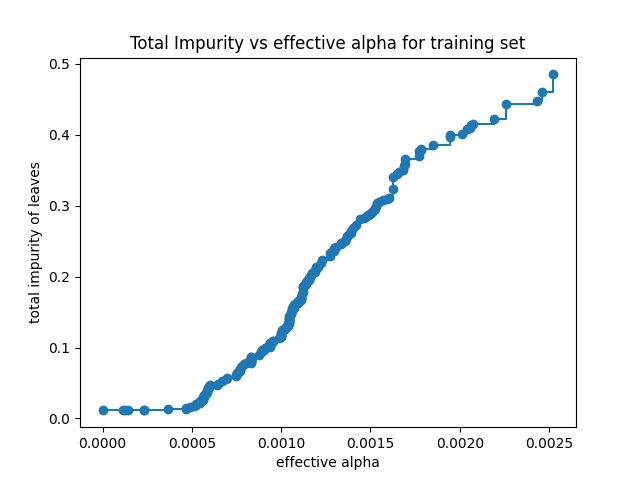 Total Impurity vs effective alpha for training set
total impurity of leaves
0.5
0.4
0.3
0.2
0.1
0.0
0.0000 0.0005 0.0010 0.0015 0.0020 0.0025
effective alpha